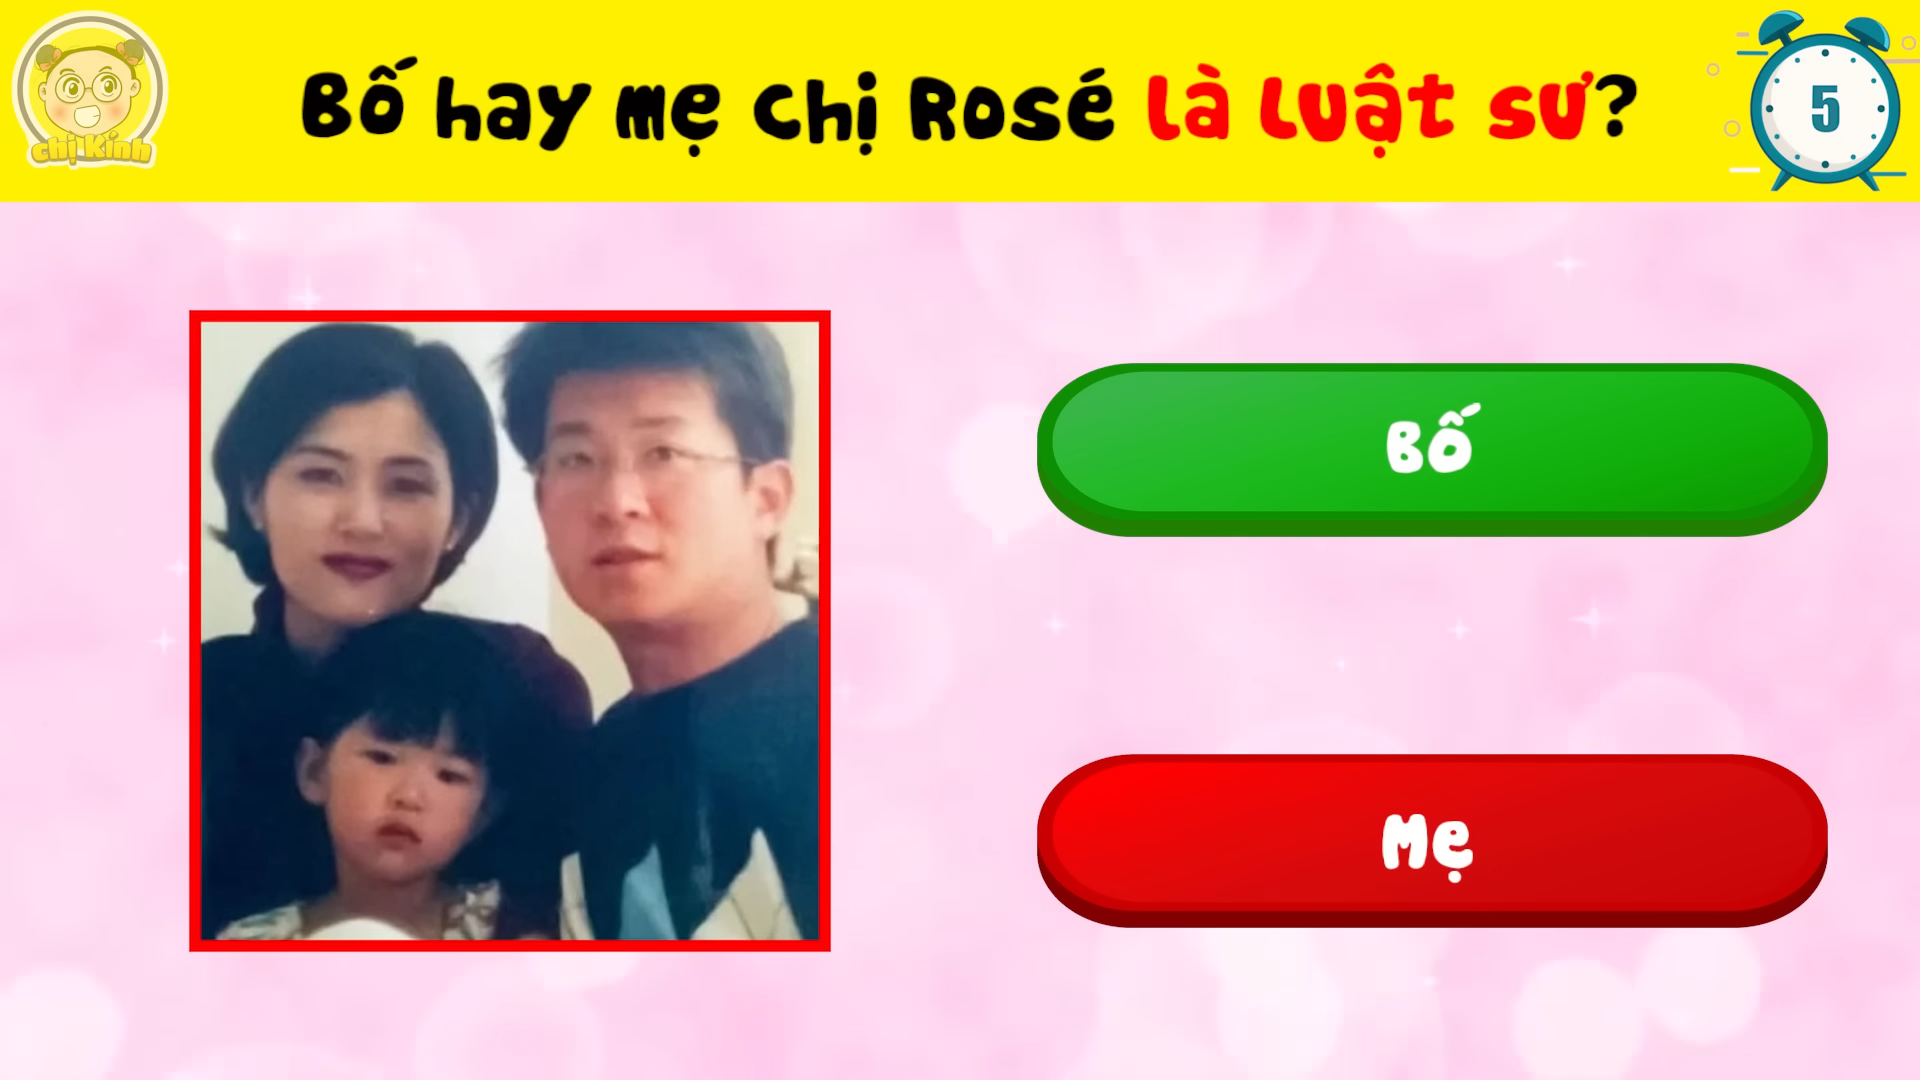 chị Kính
Bố hay mẹ chị Rosé là luật sư?
5
Bố
Mẹ